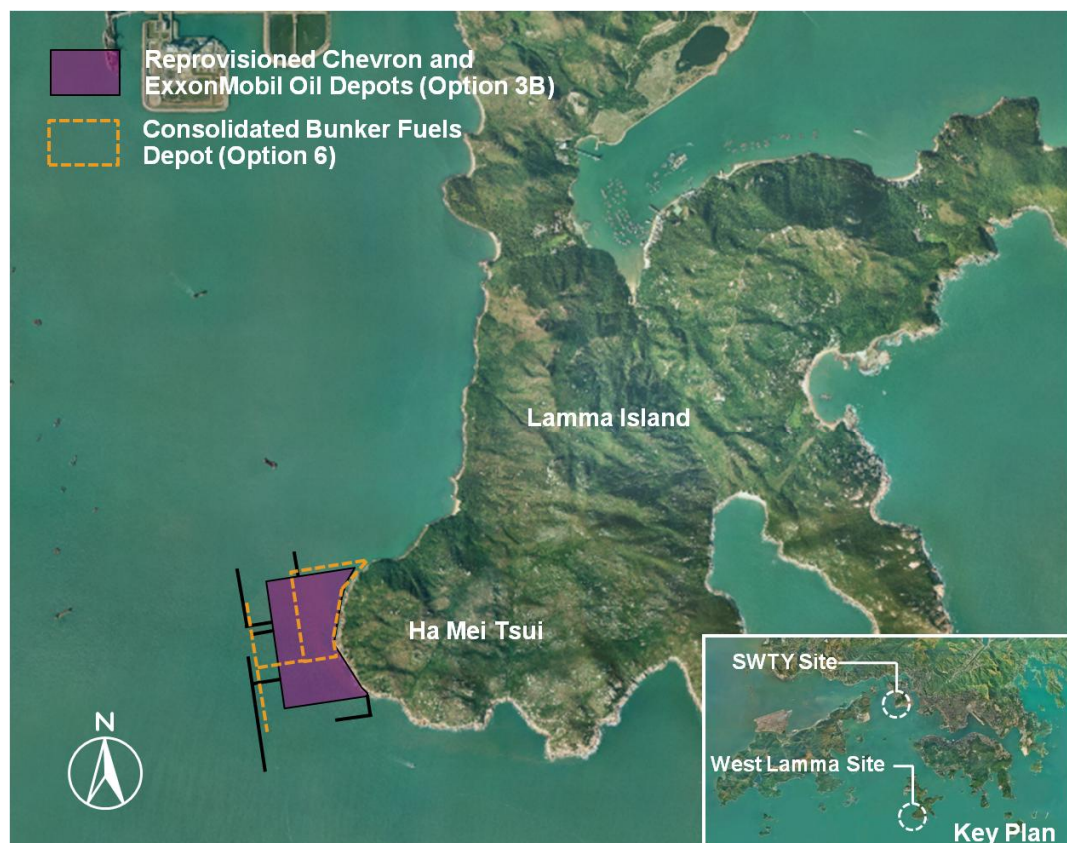 Reprovisioned Chevron and
ExxonMobil Oil Depots (Option 3B)
Consolidated Bunker Fuels
Depot (Option 6)
Lamma Island
Ha Mei Tsui
N
SWTY Site
West Lamma Site
Key Plan